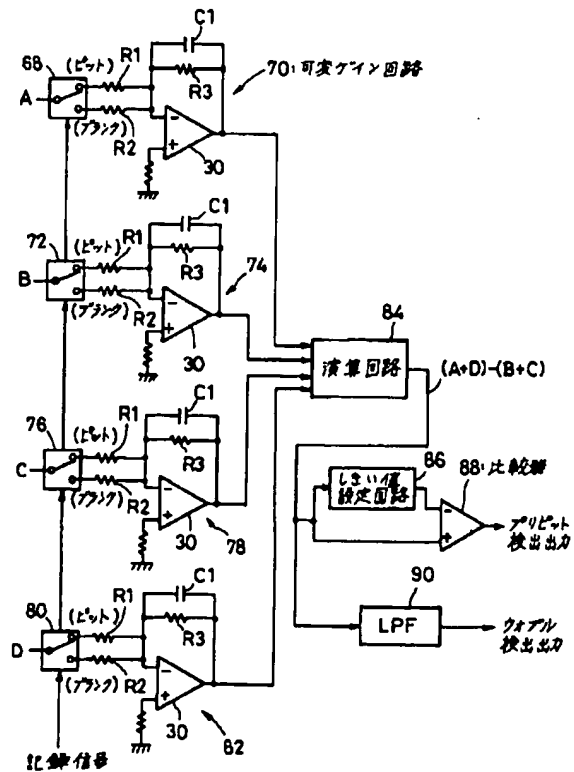 C1
68
(ピット)
R1
A
R3
70:可変ゲイン回路
(ブランク)
R2
30
C1
72
(ピット)
R1
B
R3
74
(ブランク)
R2
30
84
演算回路
(A+D)-(B+C)
C1
76
(ピット)
R1
C
R3
(ブランク)
R2
30
78
86
しきい値
設定回路
88:比較器
プリピット
検出出力
C1
80
(ピット)
R1
D
R3
(ブランク)
R2
30
82
90
LPF
ウォブル
検出出力
記録信号